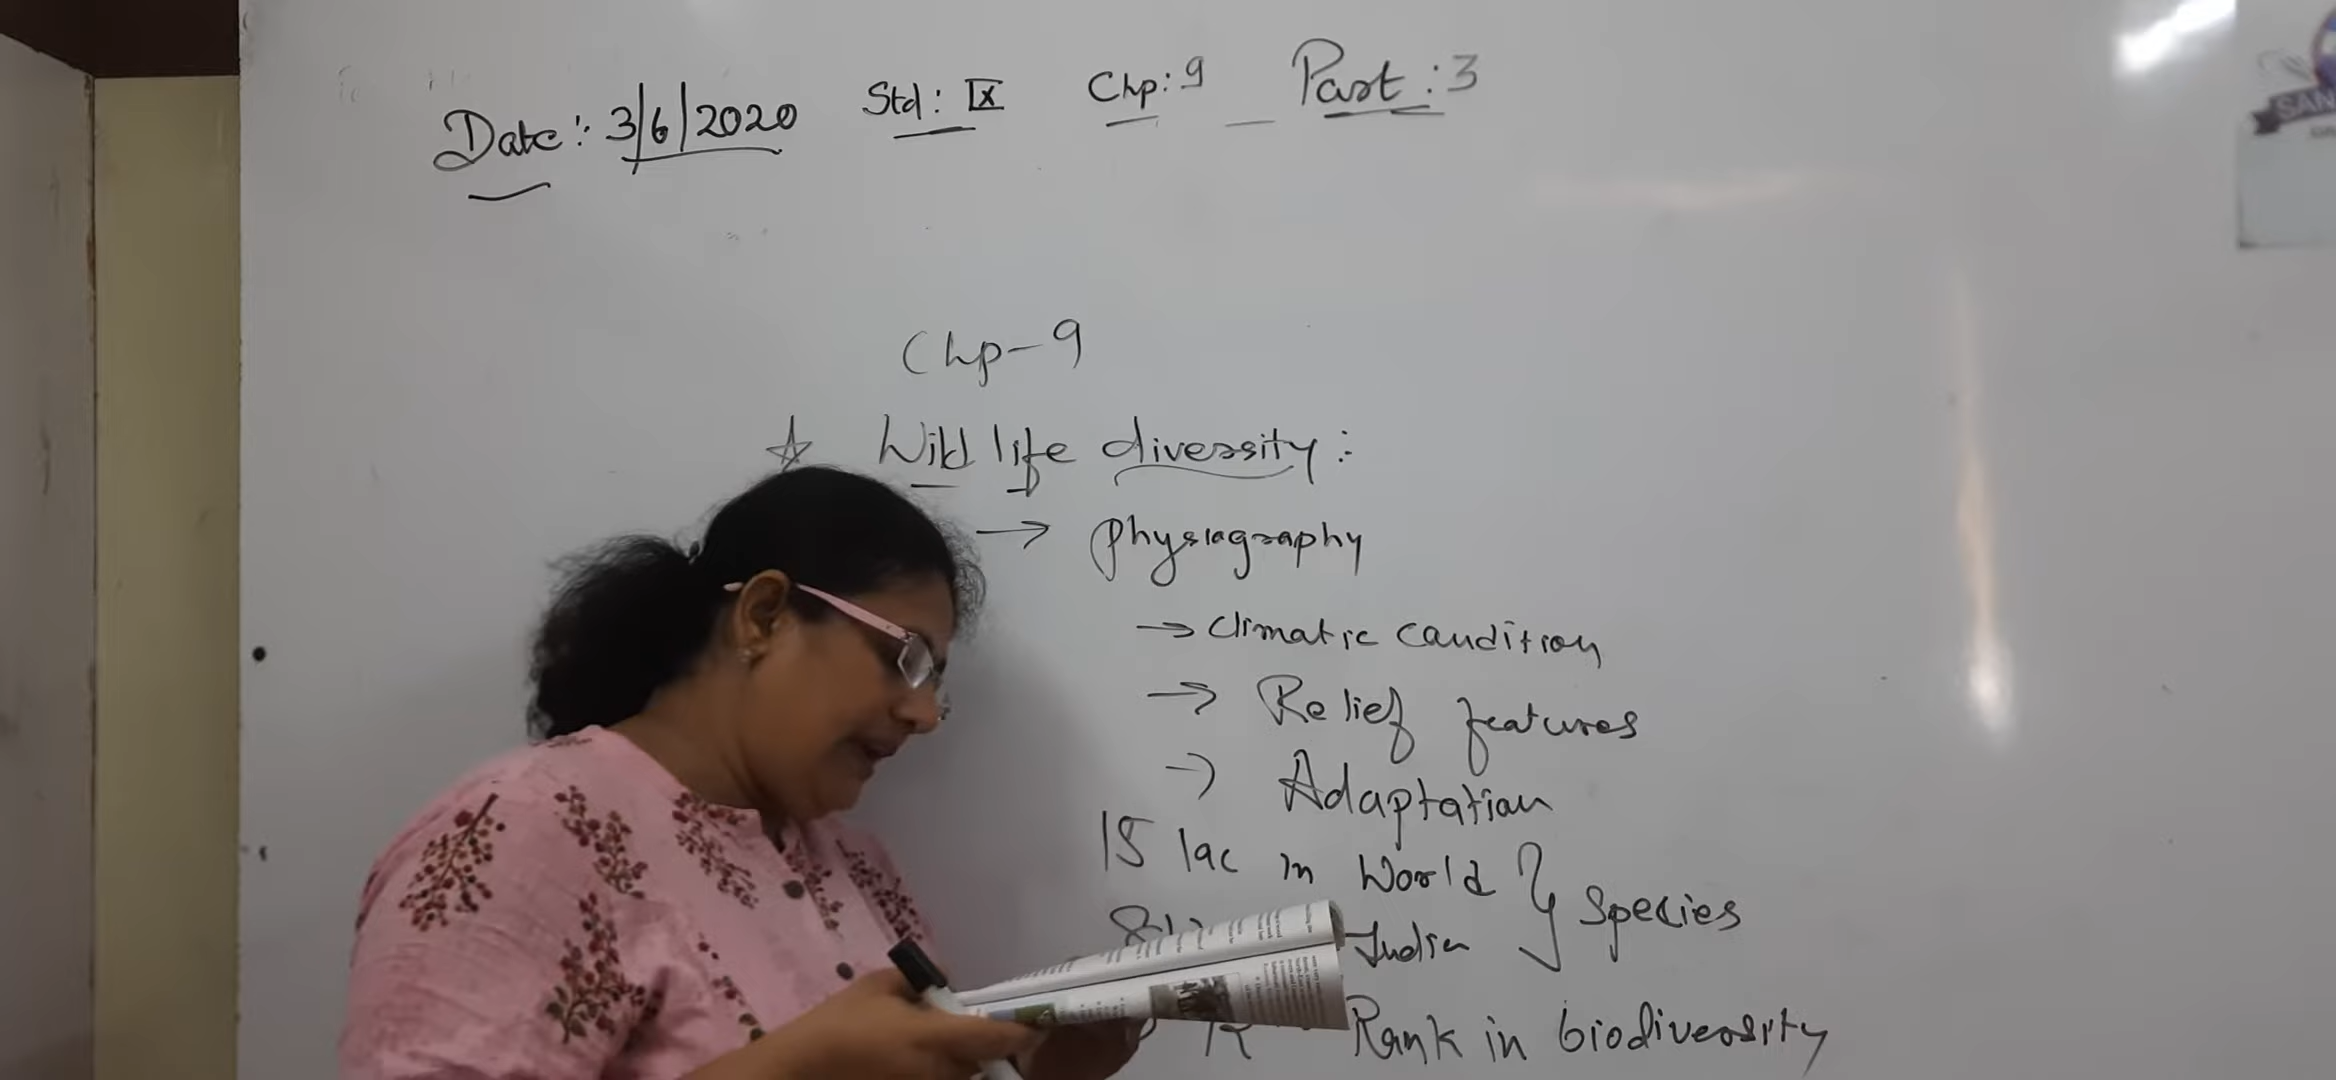 Date: 3/6/2020 Std: IX Chp: 9 Part: 3
Chp-9
☆ Wild life diversity:-
→ Physiography
→ climatic condition
→ Relief features
→ Adaptation
15 lac in World } Species
India
Rank in biodiversity
SAN